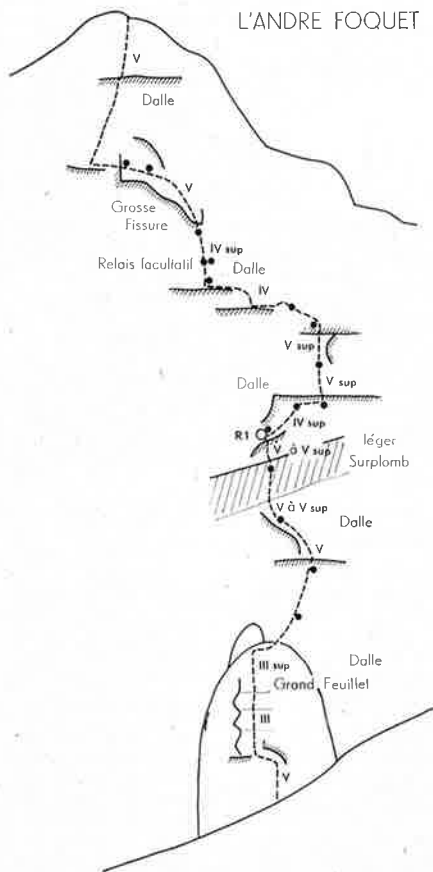 L'ANDRE FOQUET
V
Dalle
V
Grosse
Fissure
IV sup
Relais facultatif
Dalle
IV
V sup
V sup
Dalle
IV sup
R1
V à V sup
léger
Surplomb
V à V sup
Dalle
V
III sup
Dalle
Grand Feuillet
III
V